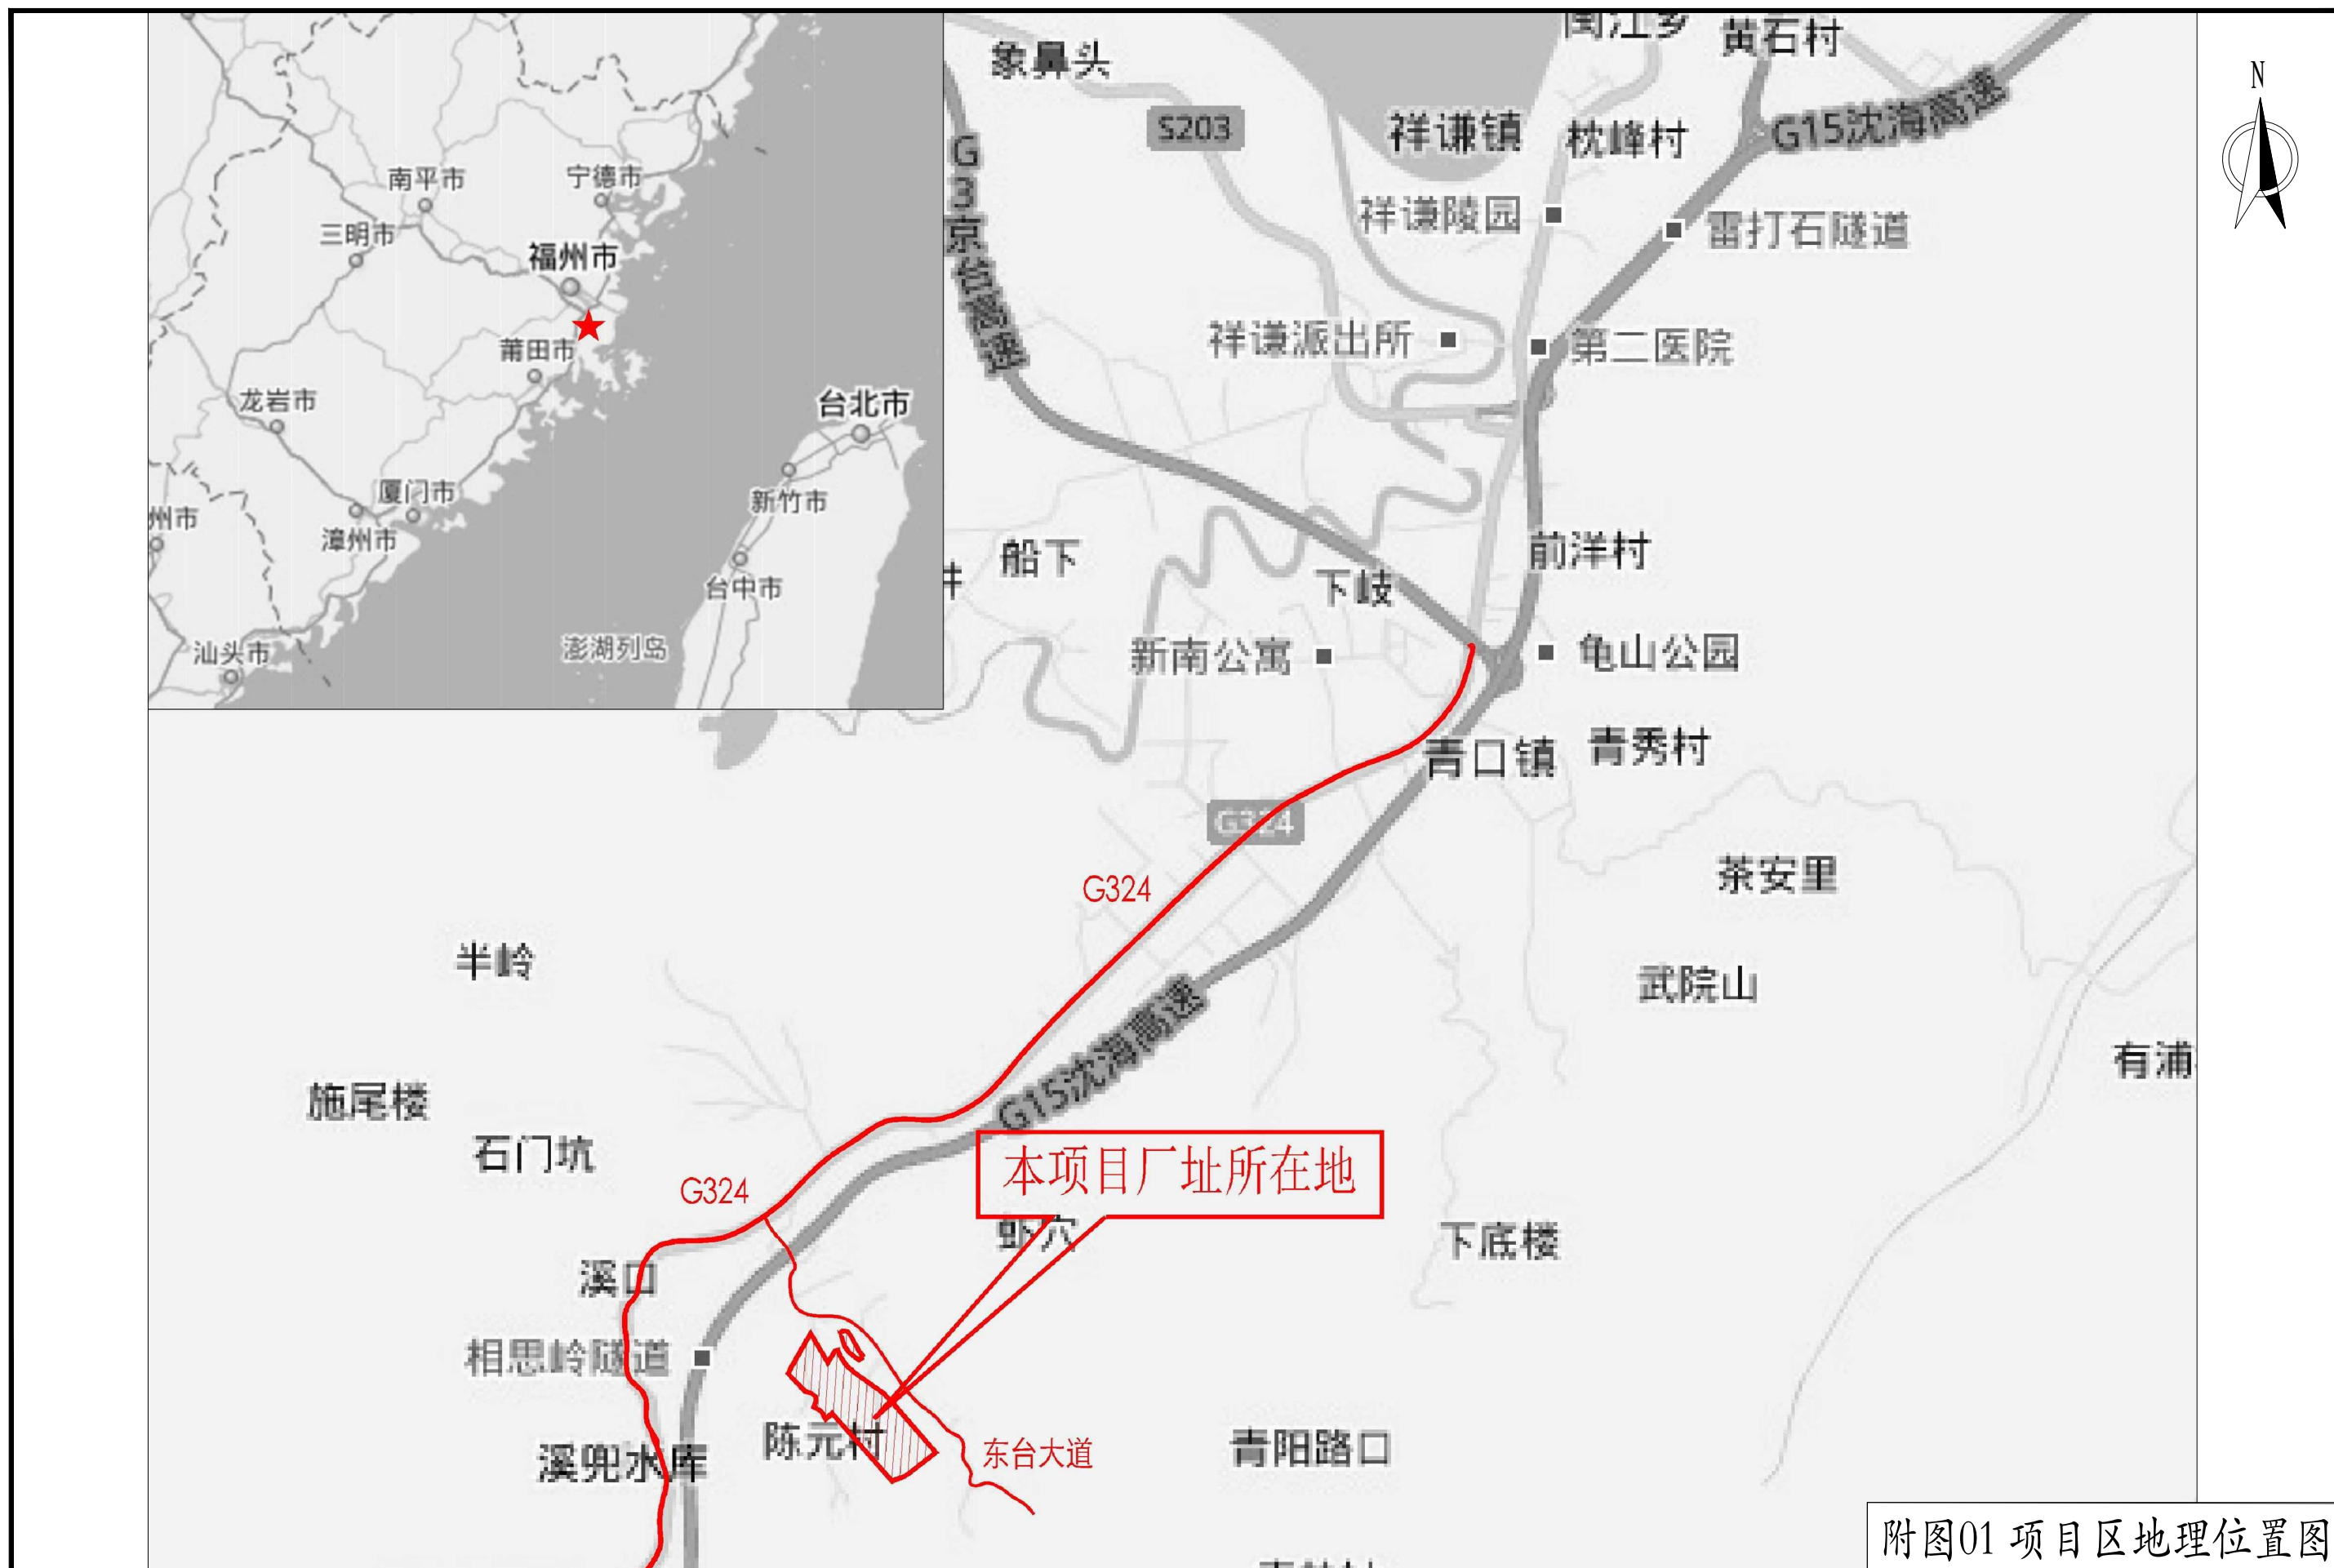 南平市
宁德市
三明市
福州市
莆田市
龙岩市
台北市
厦门市
新竹市
州市
漳州市
台中市
澎湖列岛
汕头市
象鼻头
黄石村
N
S203
祥谦镇
枕峰村
G15沈海高速
祥谦陵园
雷打石隧道
祥谦派出所
第二医院
船下
前洋村
下岐
新南公寓
龟山公园
青口镇
青秀村
G324
G324
茶安里
半岭
武院山
G15沈海高速
有浦
施尾楼
石门坑
本项目厂址所在地
G324
虾穴
下底楼
溪口
相思岭隧道
陈元村
东台大道
青阳路口
溪兜水库
附图01 项目区地理位置图